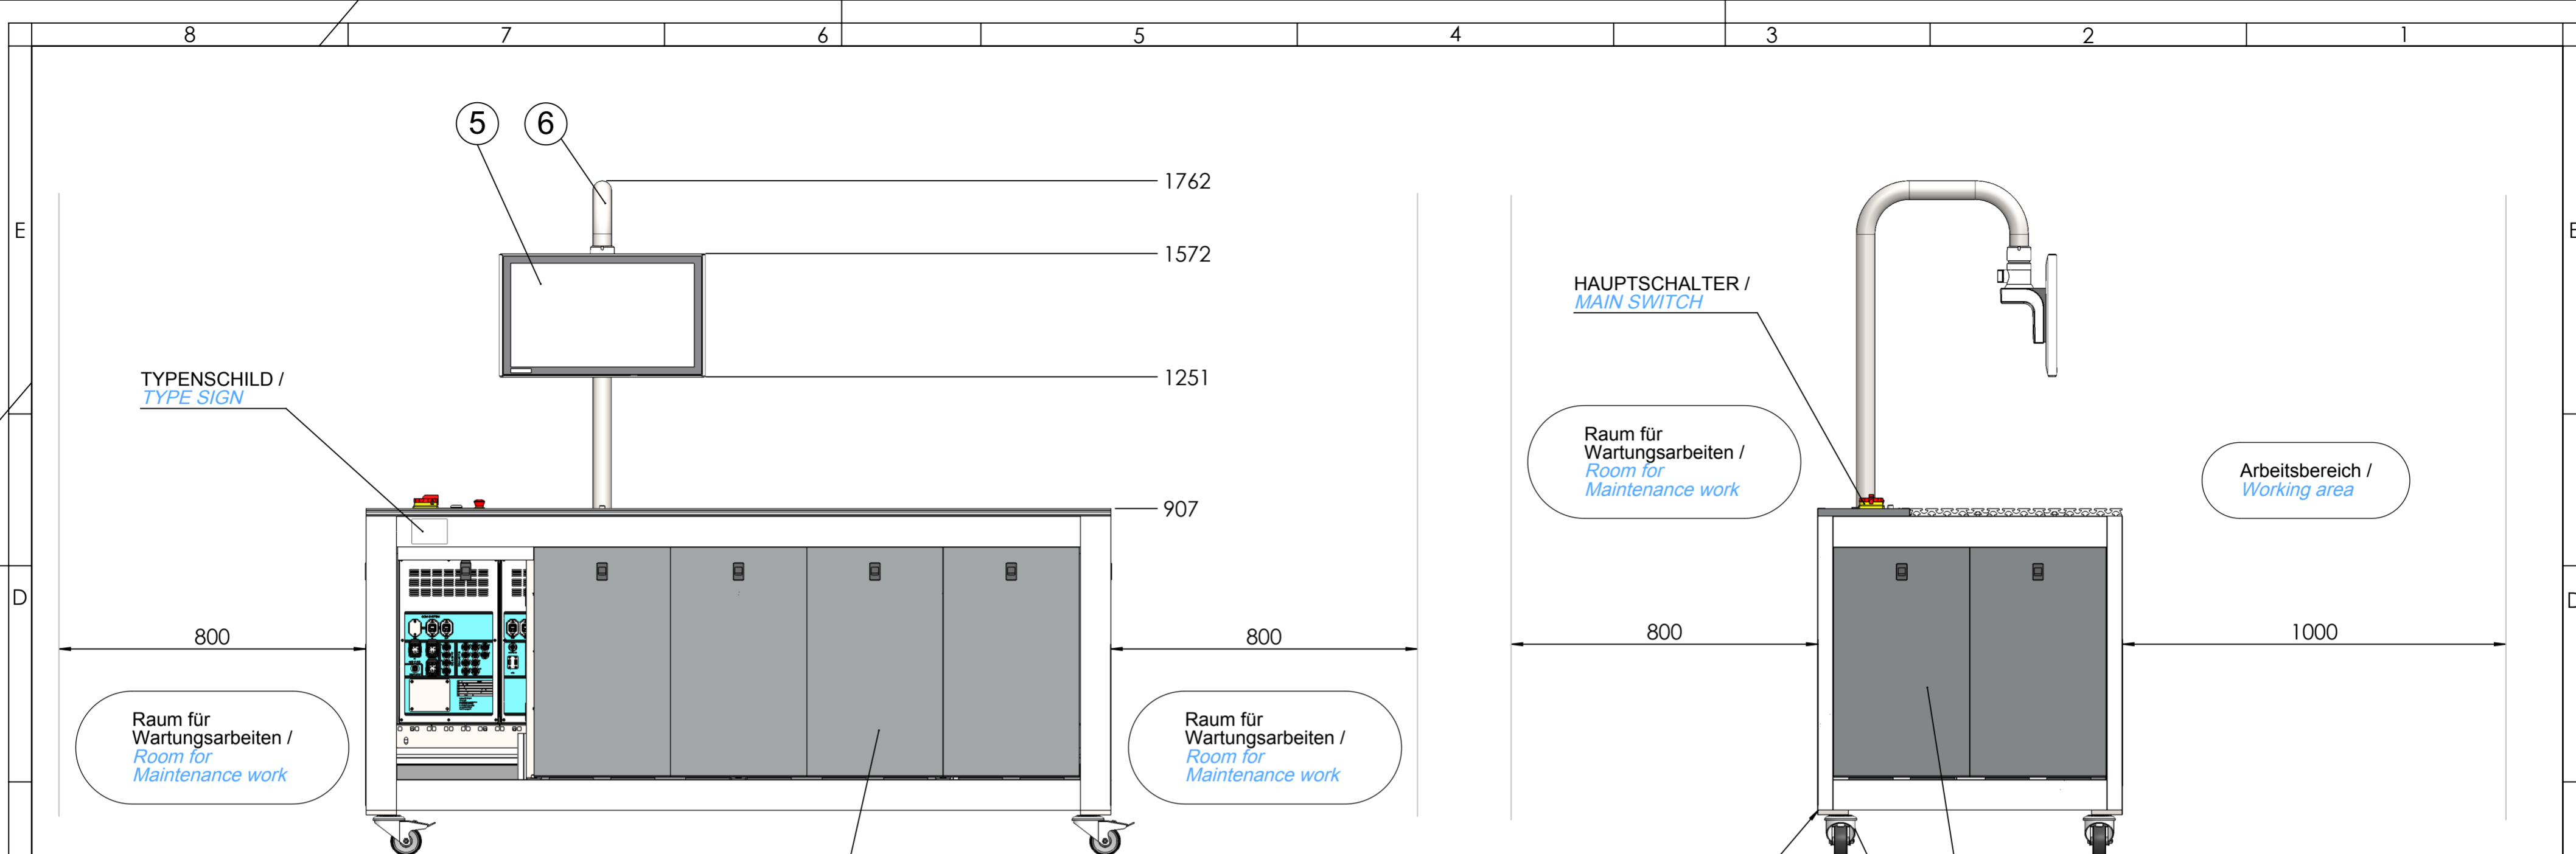 8 7 6 5 4 3 2 1
5 6
1762
E
1572
HAUPTSCHALTER /
MAIN SWITCH
TYPENSCHILD /
TYPE SIGN
1251
Raum für
Wartungsarbeiten /
Room for
Maintenance work
Arbeitsbereich /
Working area
907
D
800
800
800
1000
Raum für
Wartungsarbeiten /
Room for
Maintenance work
Raum für
Wartungsarbeiten /
Room for
Maintenance work